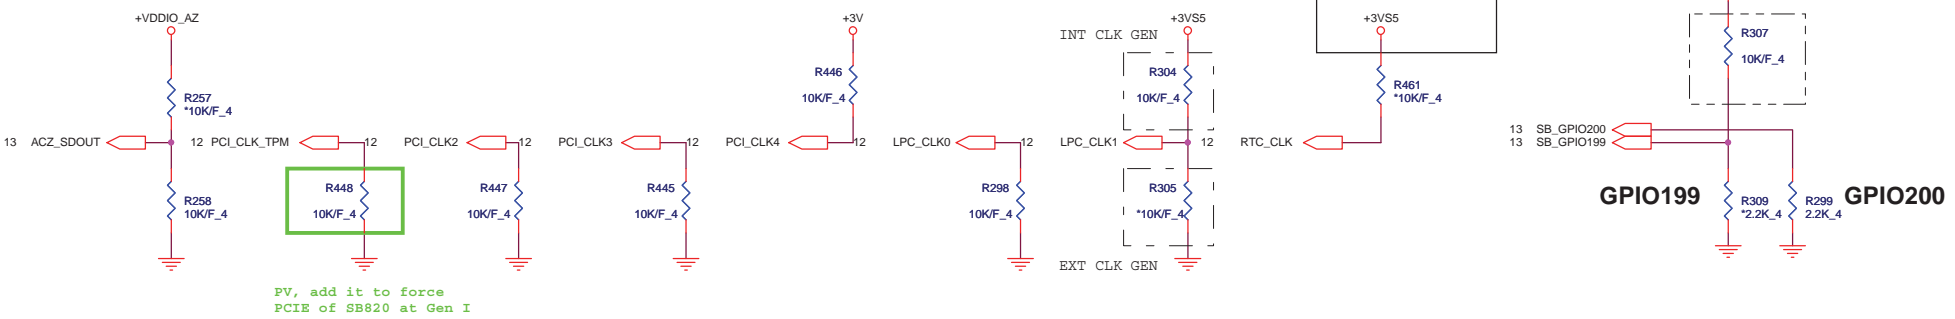 +VDDIO_AZ
+3V
+3VS5
+3VS5
INT CLK GEN
R307
10K/F_4
R446
10K/F_4
R304
10K/F_4
R461
*10K/F_4
R257
*10K/F_4
13 SB_GPIO200
13 SB_GPIO199
13 ACZ_SDOUT
12 PCI_CLK_TPM
12
PCI_CLK2
12
PCI_CLK3
12
PCI_CLK4
12
LPC_CLK0
12
LPC_CLK1
12
RTC_CLK
R258
10K/F_4
R448
10K/F_4
R447
10K/F_4
R445
10K/F_4
R298
10K/F_4
R305
*10K/F_4
GPIO199
R309
*2.2K_4
R299
2.2K_4
GPIO200
EXT CLK GEN
PV, add it to force
PCIE of SB820 at Gen I